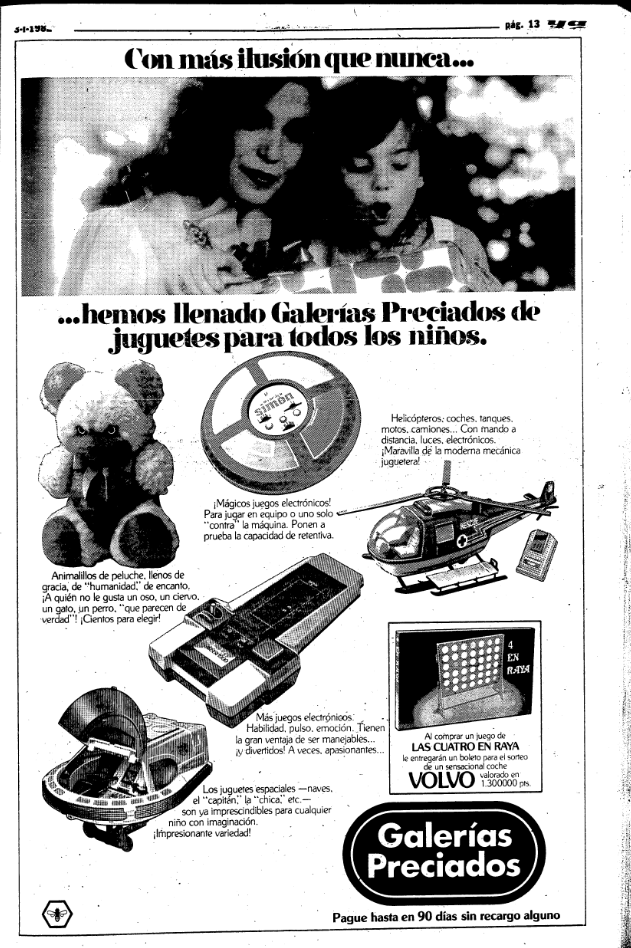 pág. 13 ya
Con más ilusión que nunca...
...hemos llenado Galerías Preciados de
juguetes para todos los niños.
simón
Helicópteros, coches, tanques,
motos, camiones... Con mando a
distancia, luces, electrónicos.
¡Maravilla de la moderna mecánica
juguetera!
¡Mágicos juegos electrónicos!
Para jugar en equipo o uno solo
"contra" la máquina. Ponen a
prueba la capacidad de retentiva.
Animalillos de peluche, llenos de
gracia, de "humanidad," de encanto.
¡A quién no le gusta un oso, un ciervo,
un gato, un perro, "que parecen de
verdad"! ¡Cientos para elegir!
4
EN
RAYA
Más juegos electrónicos.
Habilidad, pulso, emoción. Tienen
la gran ventaja de ser manejables...
¡y divertidos! A veces, apasionantes...
Al comprar un juego de
LAS CUATRO EN RAYA
le entregarán un boleto para el sorteo
de un sensacional coche
VOLVO valorado en
1.300000 pts.
Los juguetes espaciales —naves,
el "capitán," la "chica," etc.—
son ya imprescindibles para cualquier
niño con imaginación.
¡Impresionante variedad!
Galerías
Preciados
Pague hasta en 90 días sin recargo alguno